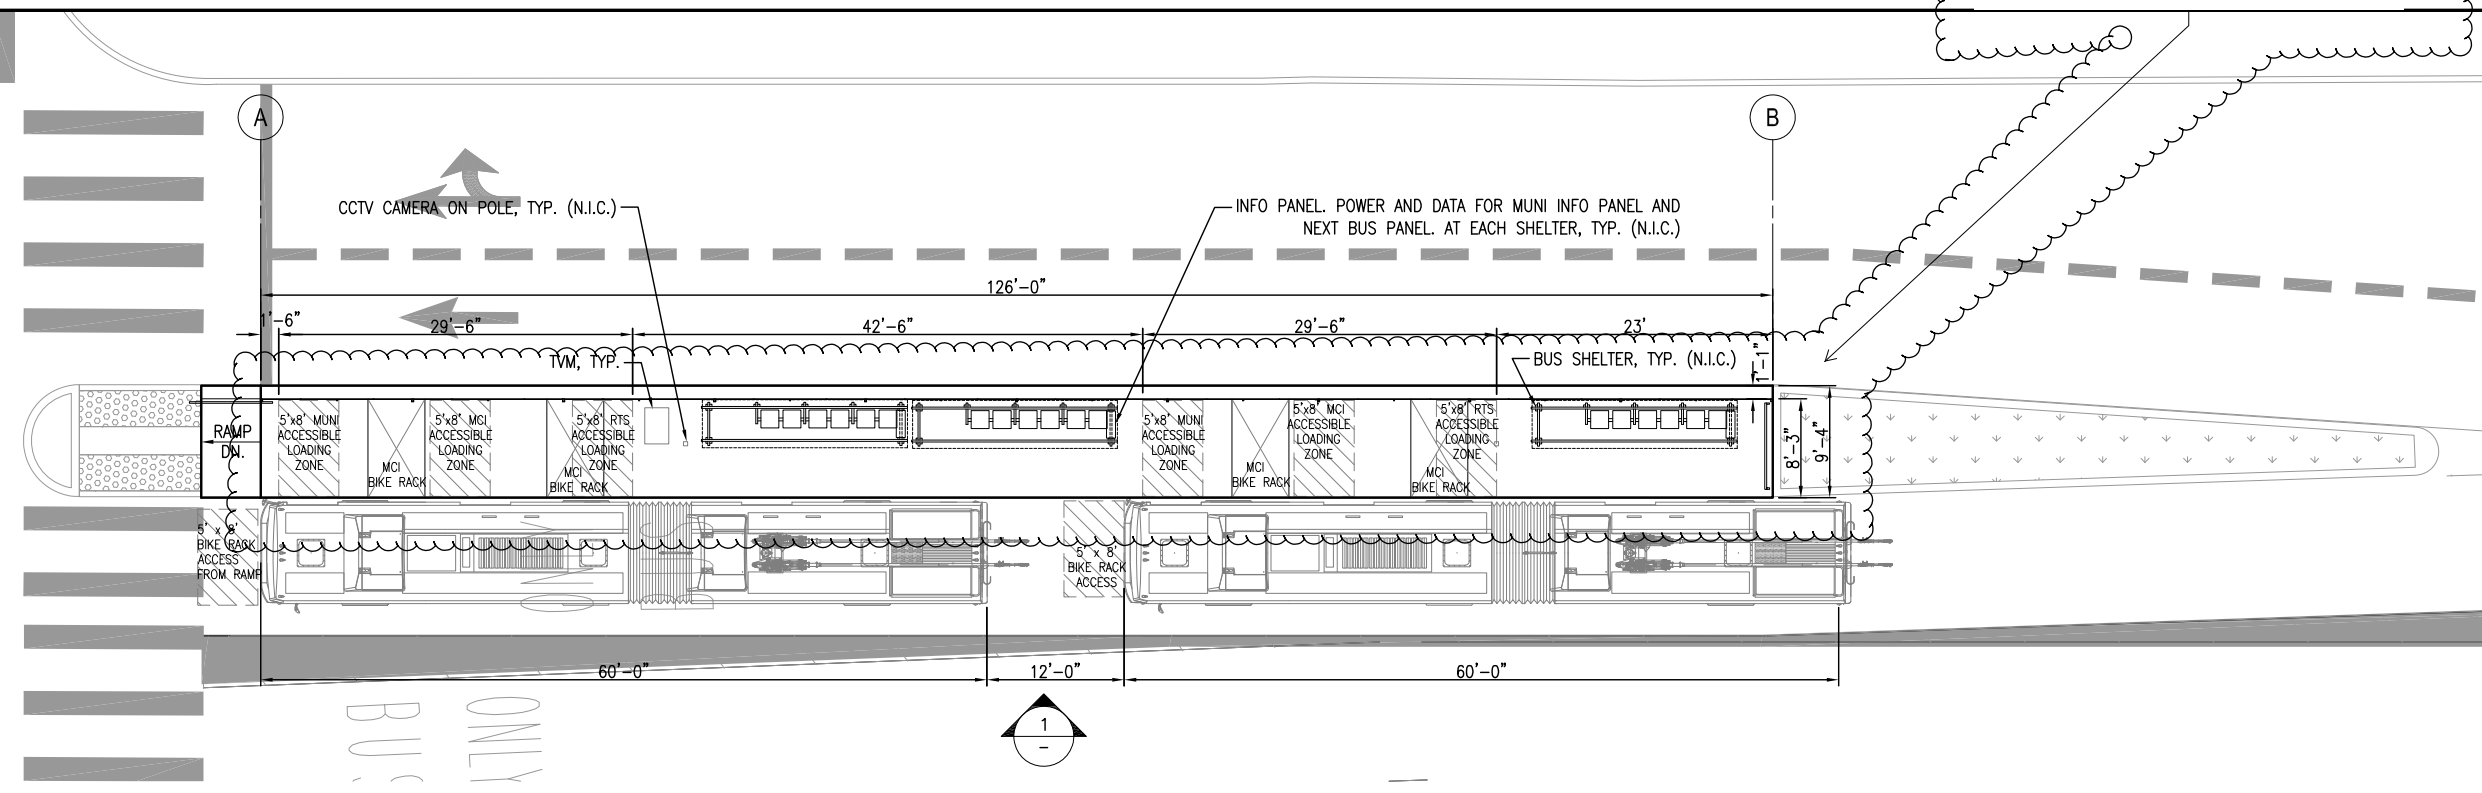 A
B
CCTV CAMERA ON POLE, TYP. (N.I.C.)
INFO PANEL. POWER AND DATA FOR MUNI INFO PANEL AND
NEXT BUS PANEL. AT EACH SHELTER, TYP. (N.I.C.)
126'-0"
1'-6"
29'-6"
42'-6"
29'-6"
23'
TVM, TYP.
BUS SHELTER, TYP. (N.I.C.)
1'-1"
RAMP
DN.
5'x8' MUNI
ACCESSIBLE
LOADING
ZONE
MCI
BIKE RACK
5'x8' MCI
ACCESSIBLE
LOADING
ZONE
5'x8' RTS
ACCESSIBLE
LOADING
ZONE
MCI
BIKE RACK
5'x8' MUNI
ACCESSIBLE
LOADING
ZONE
MCI
BIKE RACK
5'x8' MCI
ACCESSIBLE
LOADING
ZONE
5'x8' RTS
ACCESSIBLE
LOADING
ZONE
MCI
BIKE RACK
8'-3"
9'-4"
5' x 8'
BIKE RACK
ACCESS
FROM RAMP
5' x 8'
BIKE RACK
ACCESS
60'-0"
12'-0"
60'-0"
1
–
BUS
ONLY